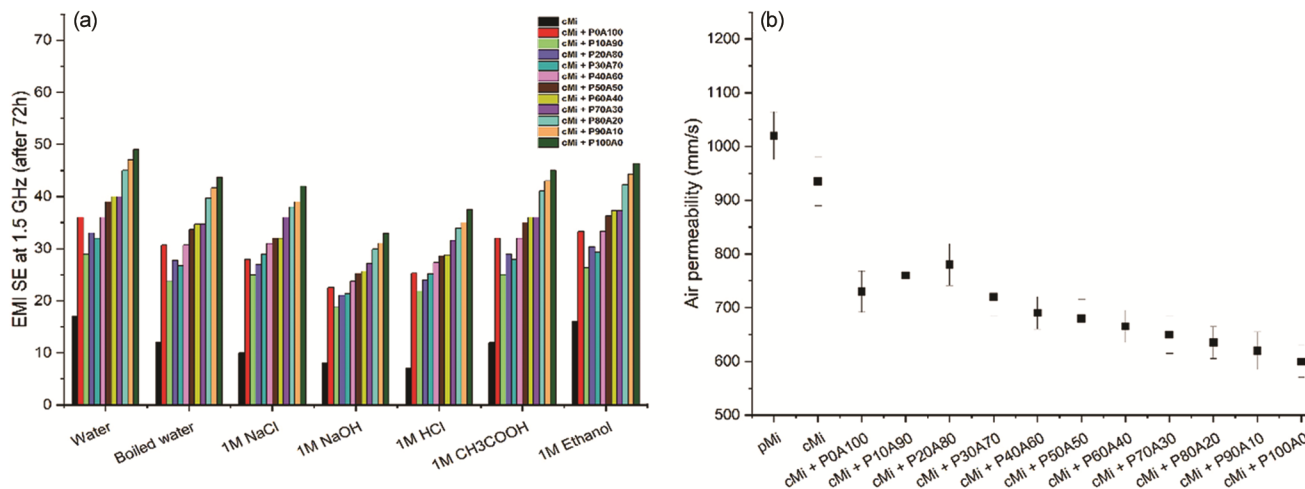 (a)
EMI SE at 1.5 GHz (after 72h)
70
60
50
40
30
20
10
0
cMi
cMi + P0A100
cMi + P10A90
cMi + P20A80
cMi + P30A70
cMi + P40A60
cMi + P50A50
cMi + P60A40
cMi + P70A30
cMi + P80A20
cMi + P90A10
cMi + P100A0
Water
Boiled water
1M NaCl
1M NaOH
1M HCl
1M CH3COOH
1M Ethanol
(b)
Air permeability (mm/s)
1200
1100
1000
900
800
700
600
500
pMi
cMi
cMi + P0A100
cMi + P10A90
cMi + P20A80
cMi + P30A70
cMi + P40A60
cMi + P50A50
cMi + P60A40
cMi + P70A30
cMi + P80A20
cMi + P90A10
cMi + P100A0